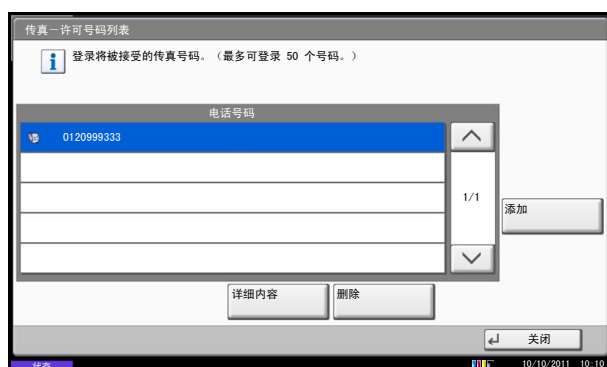 传真－许可号码列表
登录将被接受的传真号码。（最多可登录 50 个号码。）
电话号码
0120999333
1/1
添加
详细内容
删除
关闭
状态
10/10/2011 10:10